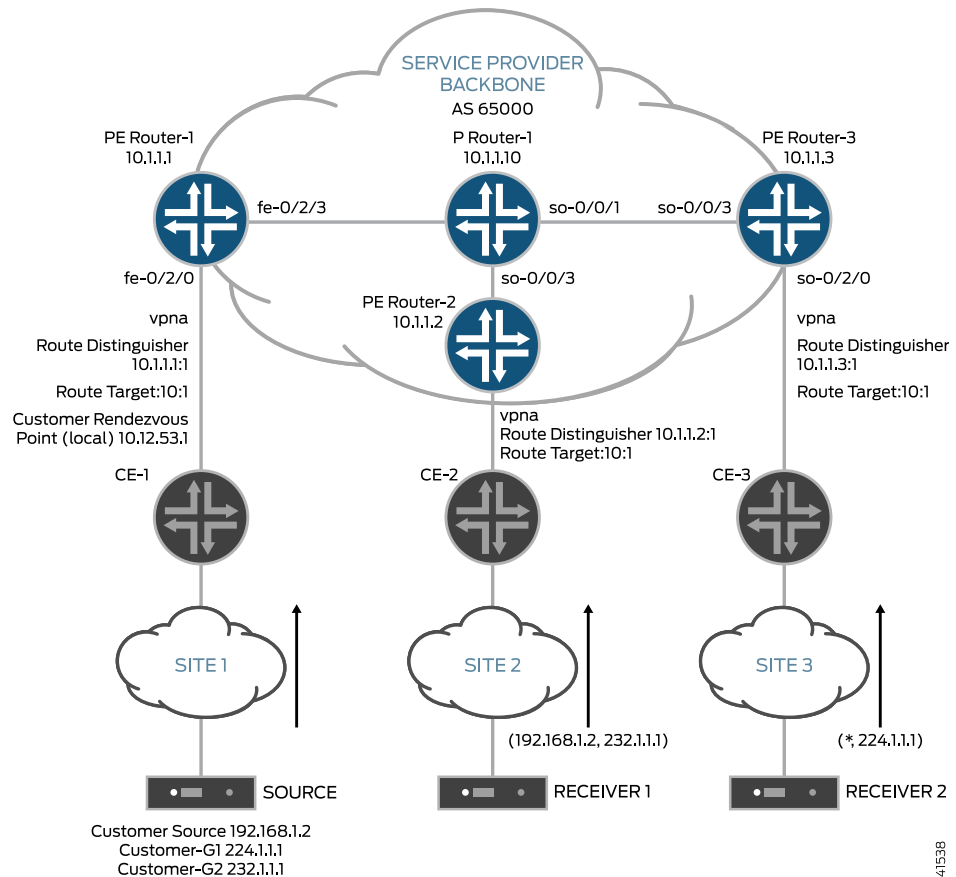 SERVICE PROVIDER
BACKBONE
AS 65000
PE Router-1
10.1.1.1
P Router-1
10.1.1.10
PE Router-3
10.1.1.3
fe-0/2/3
so-0/0/1
so-0/0/3
fe-0/2/0
so-0/0/3
so-0/2/0
PE Router-2
10.1.1.2
vpna
Route Distinguisher
10.1.1.1:1
Route Target:10:1
Customer Rendezvous
Point (local) 10.12.53.1
vpna
Route Distinguisher
10.1.1.3:1
Route Target:10:1
vpna
Route Distinguisher 10.1.1.2:1
Route Target:10:1
CE-1
CE-2
CE-3
SITE 1
SITE 2
SITE 3
(192.168.1.2, 232.1.1.1)
(*, 224.1.1.1)
SOURCE
RECEIVER 1
RECEIVER 2
Customer Source 192.168.1.2
Customer-G1 224.1.1.1
Customer-G2 232.1.1.1
41538